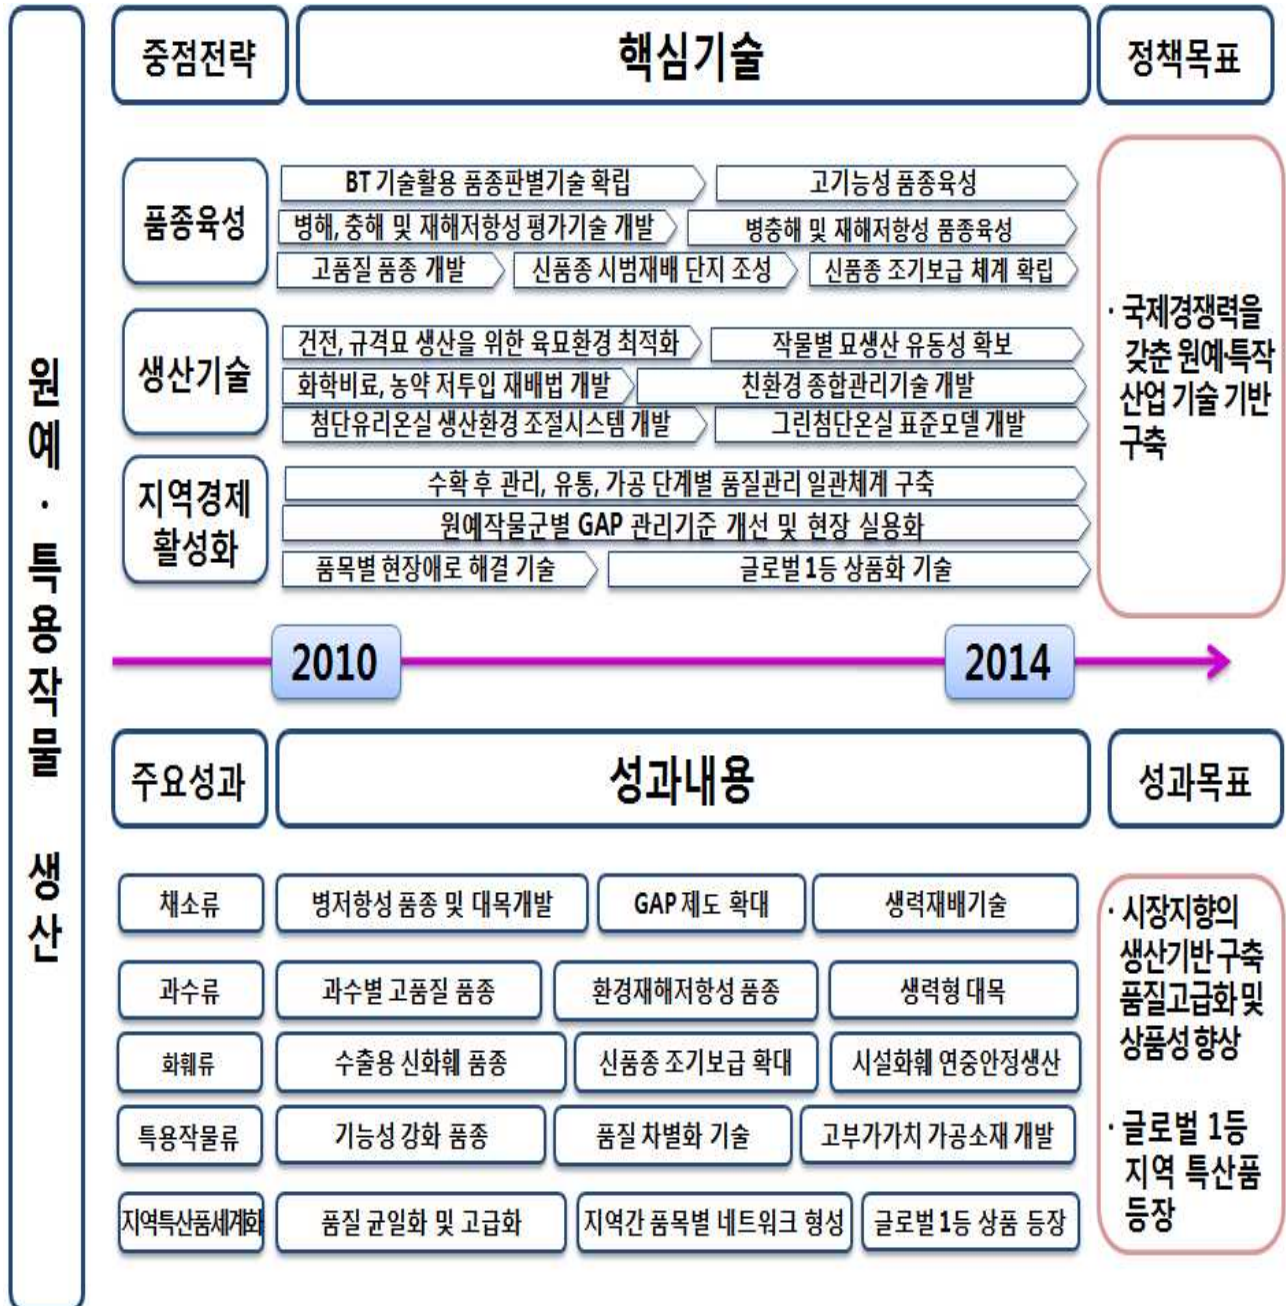 원예 · 특용작물 생산
중점전략
핵심기술
정책목표
품종육성
BT 기술활용 품종판별기술 확립
고기능성 품종육성
병해, 충해 및 재해저항성 평가기술 개발
병충해 및 재해저항성 품종육성
고품질 품종 개발
신품종 시범재배 단지 조성
신품종 조기보급 체계 확립
생산기술
건전, 규격묘 생산을 위한 육묘환경 최적화
작물별 묘생산 유동성 확보
화학비료, 농약 저투입 재배법 개발
친환경 종합관리기술 개발
첨단유리온실 생산환경 조절시스템 개발
그린첨단온실 표준모델 개발
지역경제
활성화
수확 후 관리, 유통, 가공 단계별 품질관리 일관체계 구축
원예작물군별 GAP 관리기준 개선 및 현장 실용화
품목별 현장애로 해결 기술
글로벌 1등 상품화 기술
· 국제경쟁력을
갖춘 원예·특작
산업 기술 기반
구축
2010
2014
주요성과
성과내용
성과목표
채소류
병저항성 품종 및 대목개발
GAP 제도 확대
생력재배기술
과수류
과수별 고품질 품종
환경재해저항성 품종
생력형 대목
화훼류
수출용 신화훼 품종
신품종 조기보급 확대
시설화훼 연중안정생산
특용작물류
기능성 강화 품종
품질 차별화 기술
고부가가치 가공소재 개발
지역특산품세계화
품질 균일화 및 고급화
지역간 품목별 네트워크 형성
글로벌 1등 상품 등장
· 시장지향의
생산기반 구축
품질고급화 및
상품성 향상
· 글로벌 1등
지역 특산품
등장